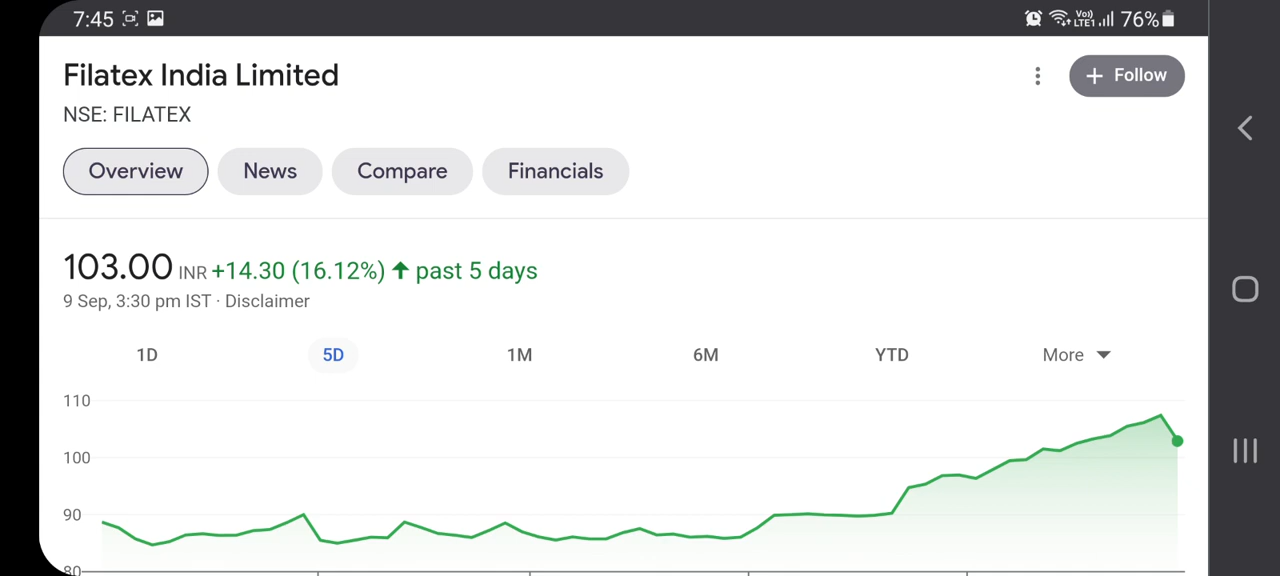 7:45 Vo)) LTE1 76%
Filatex India Limited
+ Follow
NSE: FILATEX
Overview News Compare Financials
103.00 INR +14.30 (16.12%) ↑ past 5 days
9 Sep, 3:30 pm IST · Disclaimer
1D 5D 1M 6M YTD More
110
100
90
80